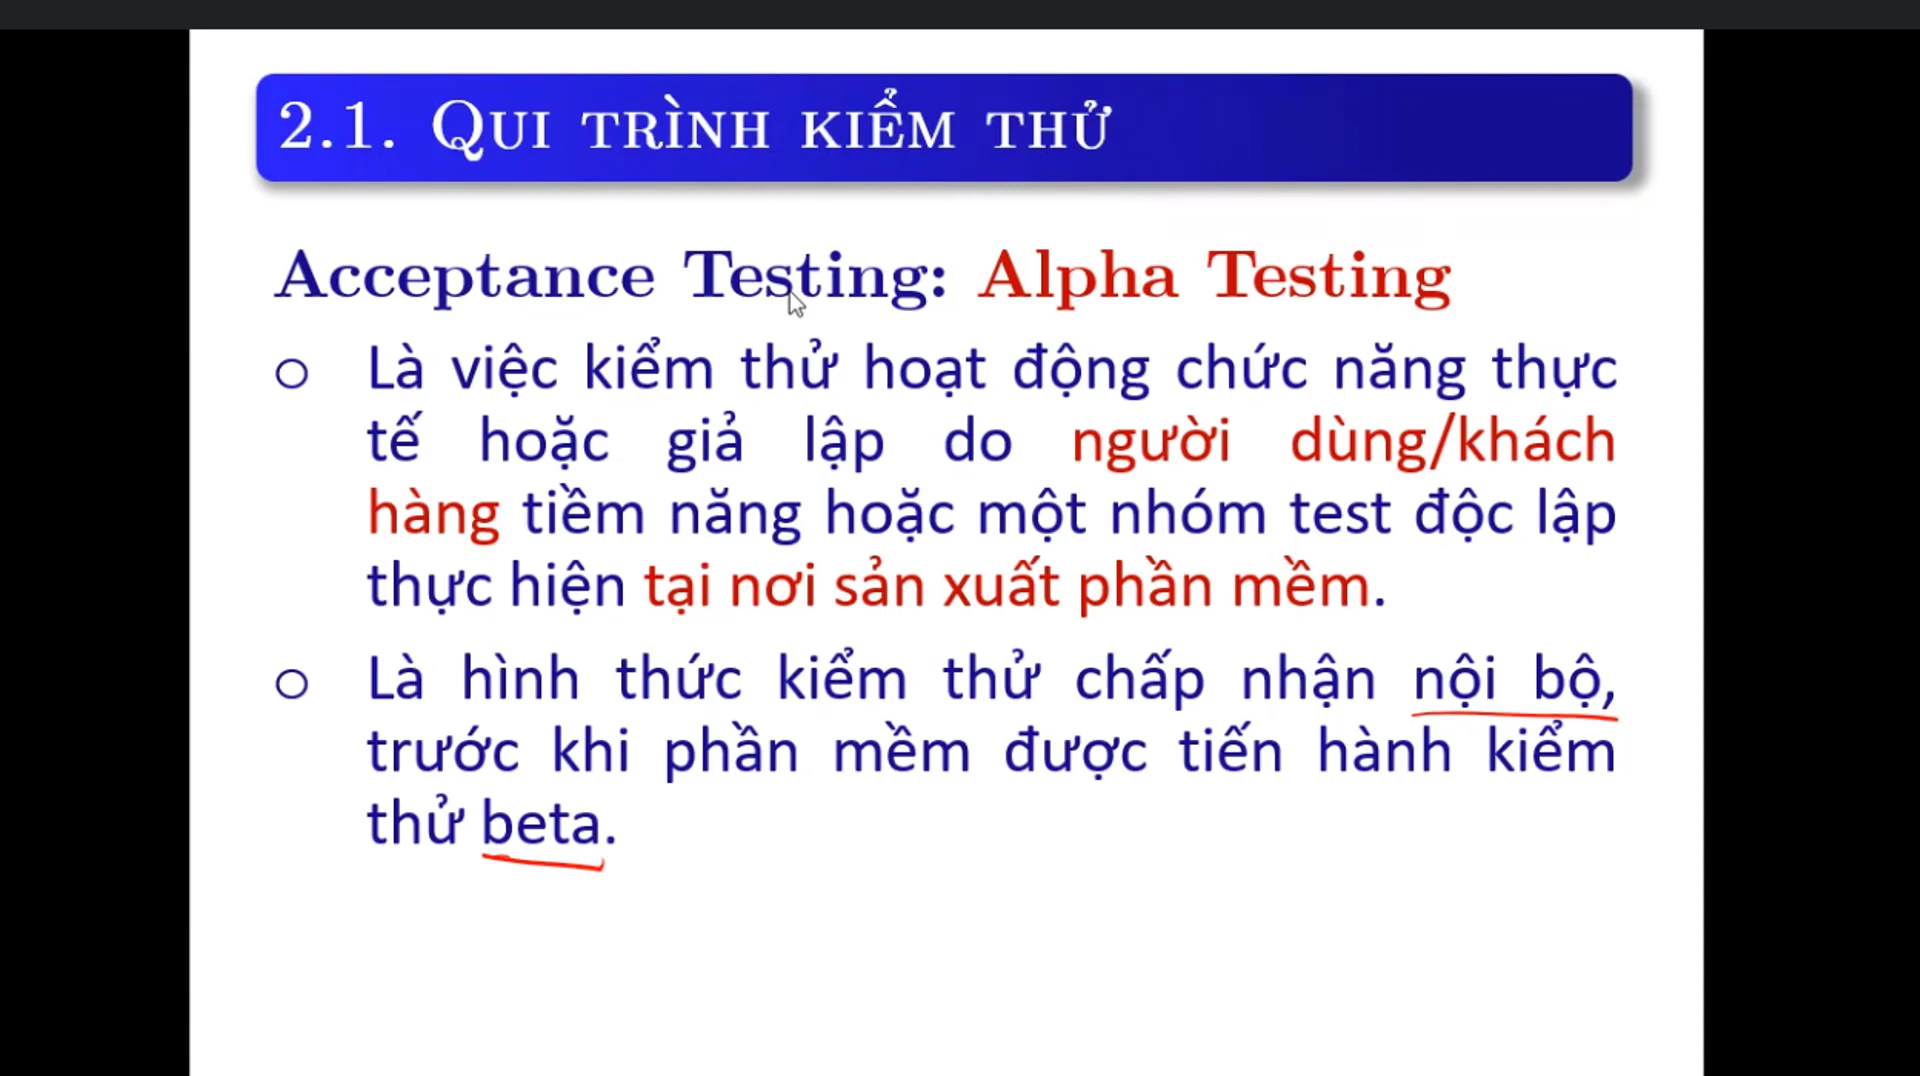 2.1. QUI TRÌNH KIỂM THỬ
Acceptance Testing: Alpha Testing
o Là việc kiểm thử hoạt động chức năng thực
tế hoặc giả lập do người dùng/khách
hàng tiềm năng hoặc một nhóm test độc lập
thực hiện tại nơi sản xuất phần mềm.
o Là hình thức kiểm thử chấp nhận nội bộ,
trước khi phần mềm được tiến hành kiểm
thử beta.